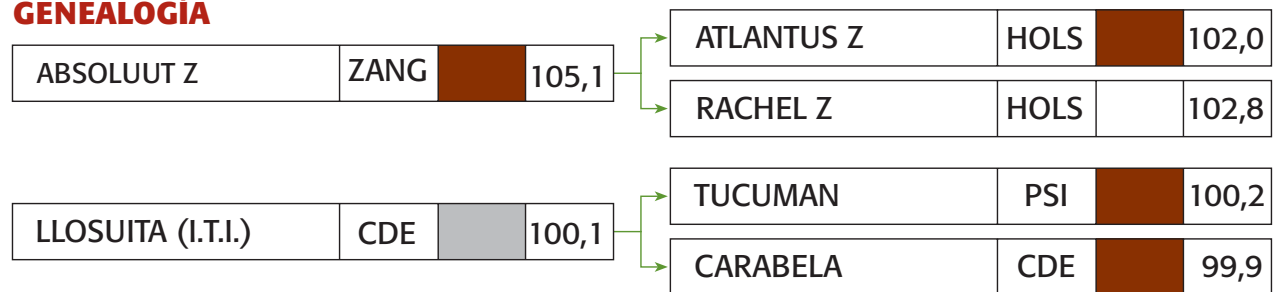 GENEALOGÍA
ABSOLUUT Z ZANG 105,1
ATLANTUS Z HOLS 102,0
RACHEL Z HOLS 102,8
LLOSUITA (I.T.I.) CDE 100,1
TUCUMAN PSI 100,2
CARABELA CDE 99,9